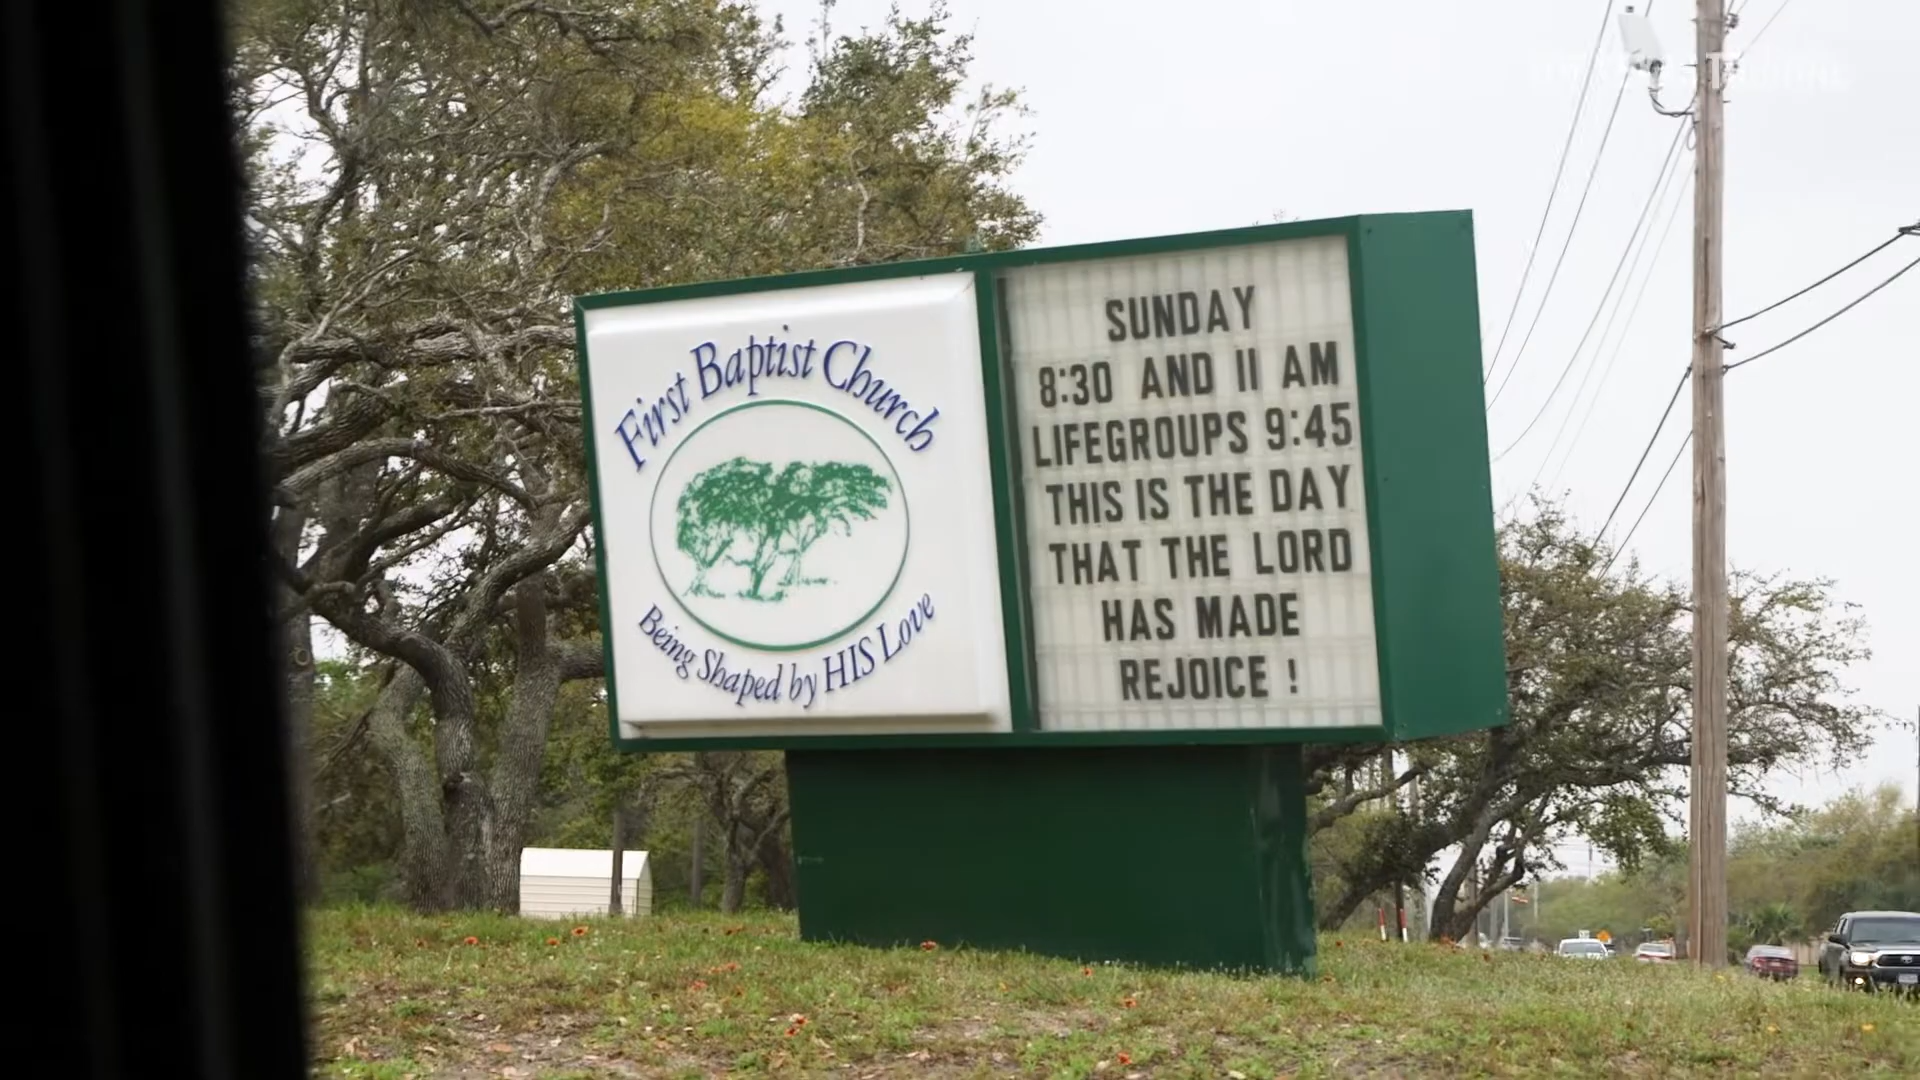 First Baptist Church
Being Shaped by HIS Love
SUNDAY
8:30 AND 11 AM
LIFEGROUPS 9:45
THIS IS THE DAY
THAT THE LORD
HAS MADE
REJOICE !